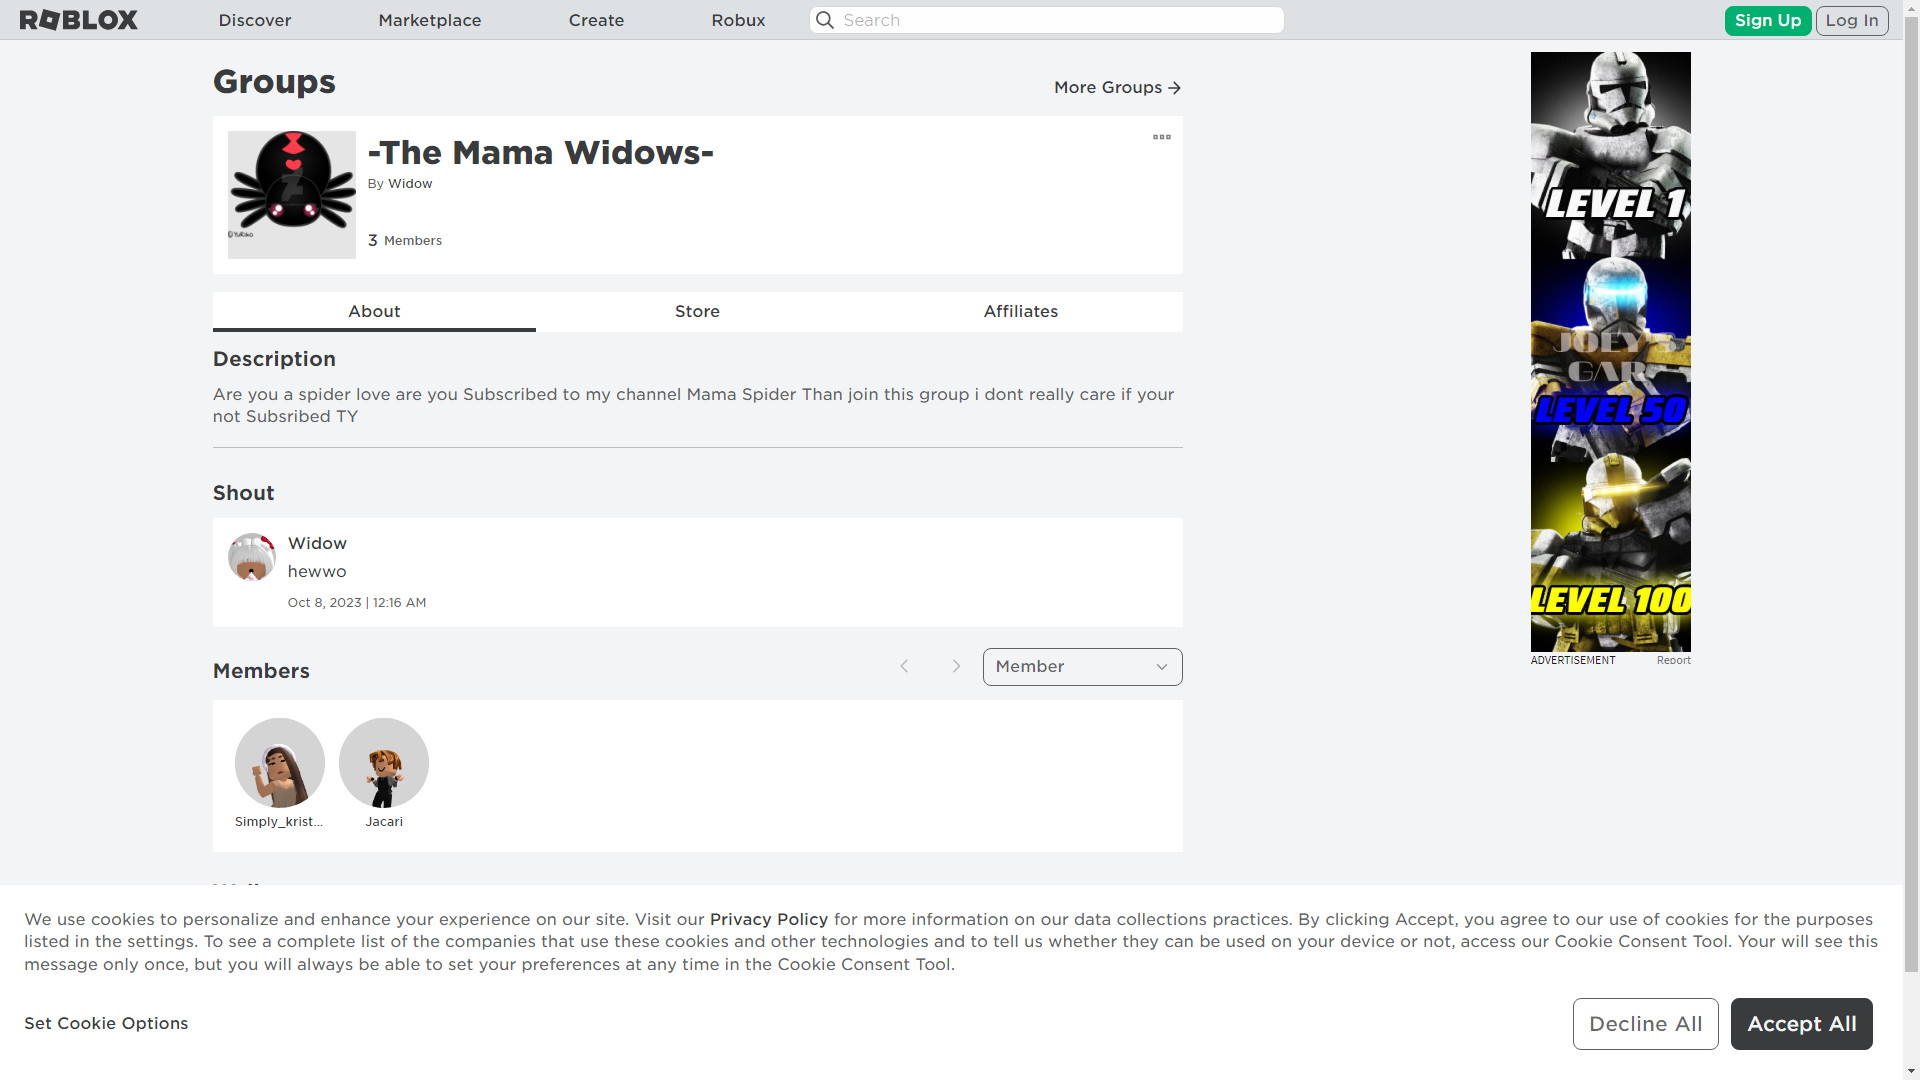 ROBLOX
Discover
Marketplace
Create
Robux
Search
Sign Up
Log In
Groups
More Groups
-The Mama Widows-
By Widow
3 Members
©YuRiko
About
Store
Affiliates
Description
Are you a spider love are you Subscribed to my channel Mama Spider Than join this group i dont really care if your
not Subsribed TY
Shout
Widow
hewwo
Oct 8, 2023 | 12:16 AM
Members
Member
Simply_krist...
Jacari
LEVEL 1
JOEY'S
GAR
LEVEL 50
LEVEL 100
ADVERTISEMENT
Report
We use cookies to personalize and enhance your experience on our site. Visit our Privacy Policy for more information on our data collections practices. By clicking Accept, you agree to our use of cookies for the purposes
listed in the settings. To see a complete list of the companies that use these cookies and other technologies and to tell us whether they can be used on your device or not, access our Cookie Consent Tool. Your will see this
message only once, but you will always be able to set your preferences at any time in the Cookie Consent Tool.
Set Cookie Options
Decline All
Accept All